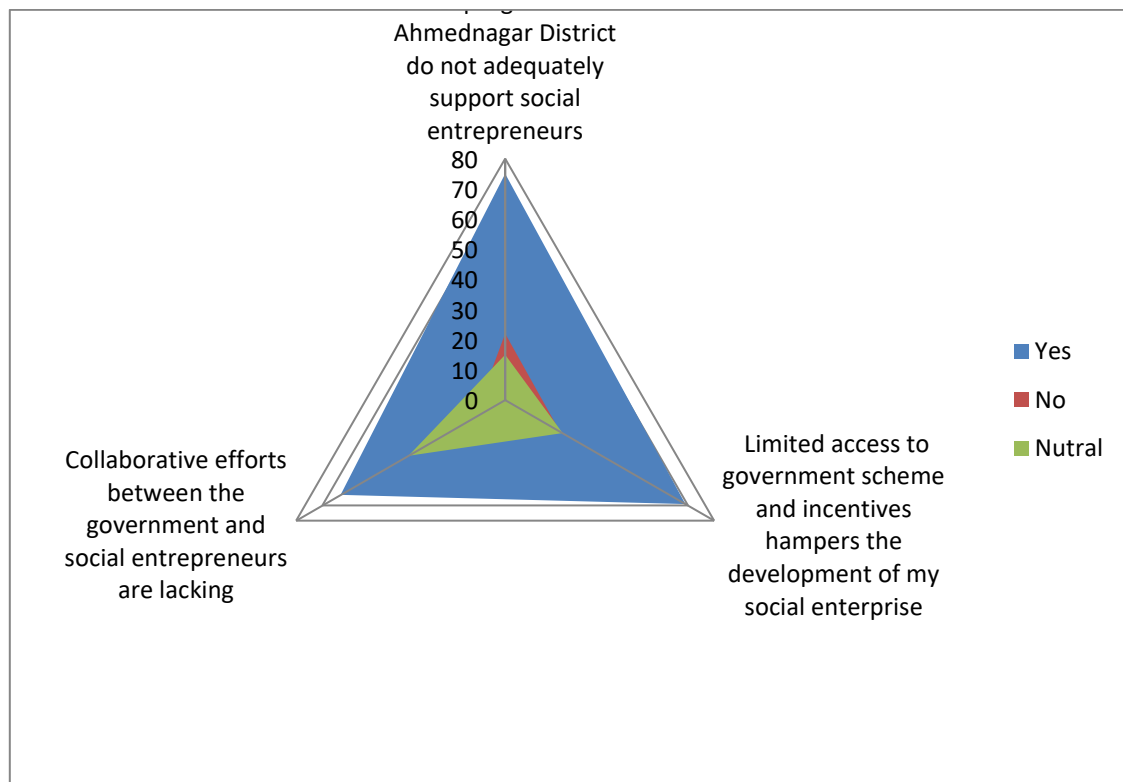 Ahmednagar District
do not adequately
support social
entrepreneurs
80
70
60
50
40
30
20
10
0
Yes
No
Nutral
Limited access to
government scheme
and incentives
hampers the
development of my
social enterprise
Collaborative efforts
between the
government and
social entrepreneurs
are lacking